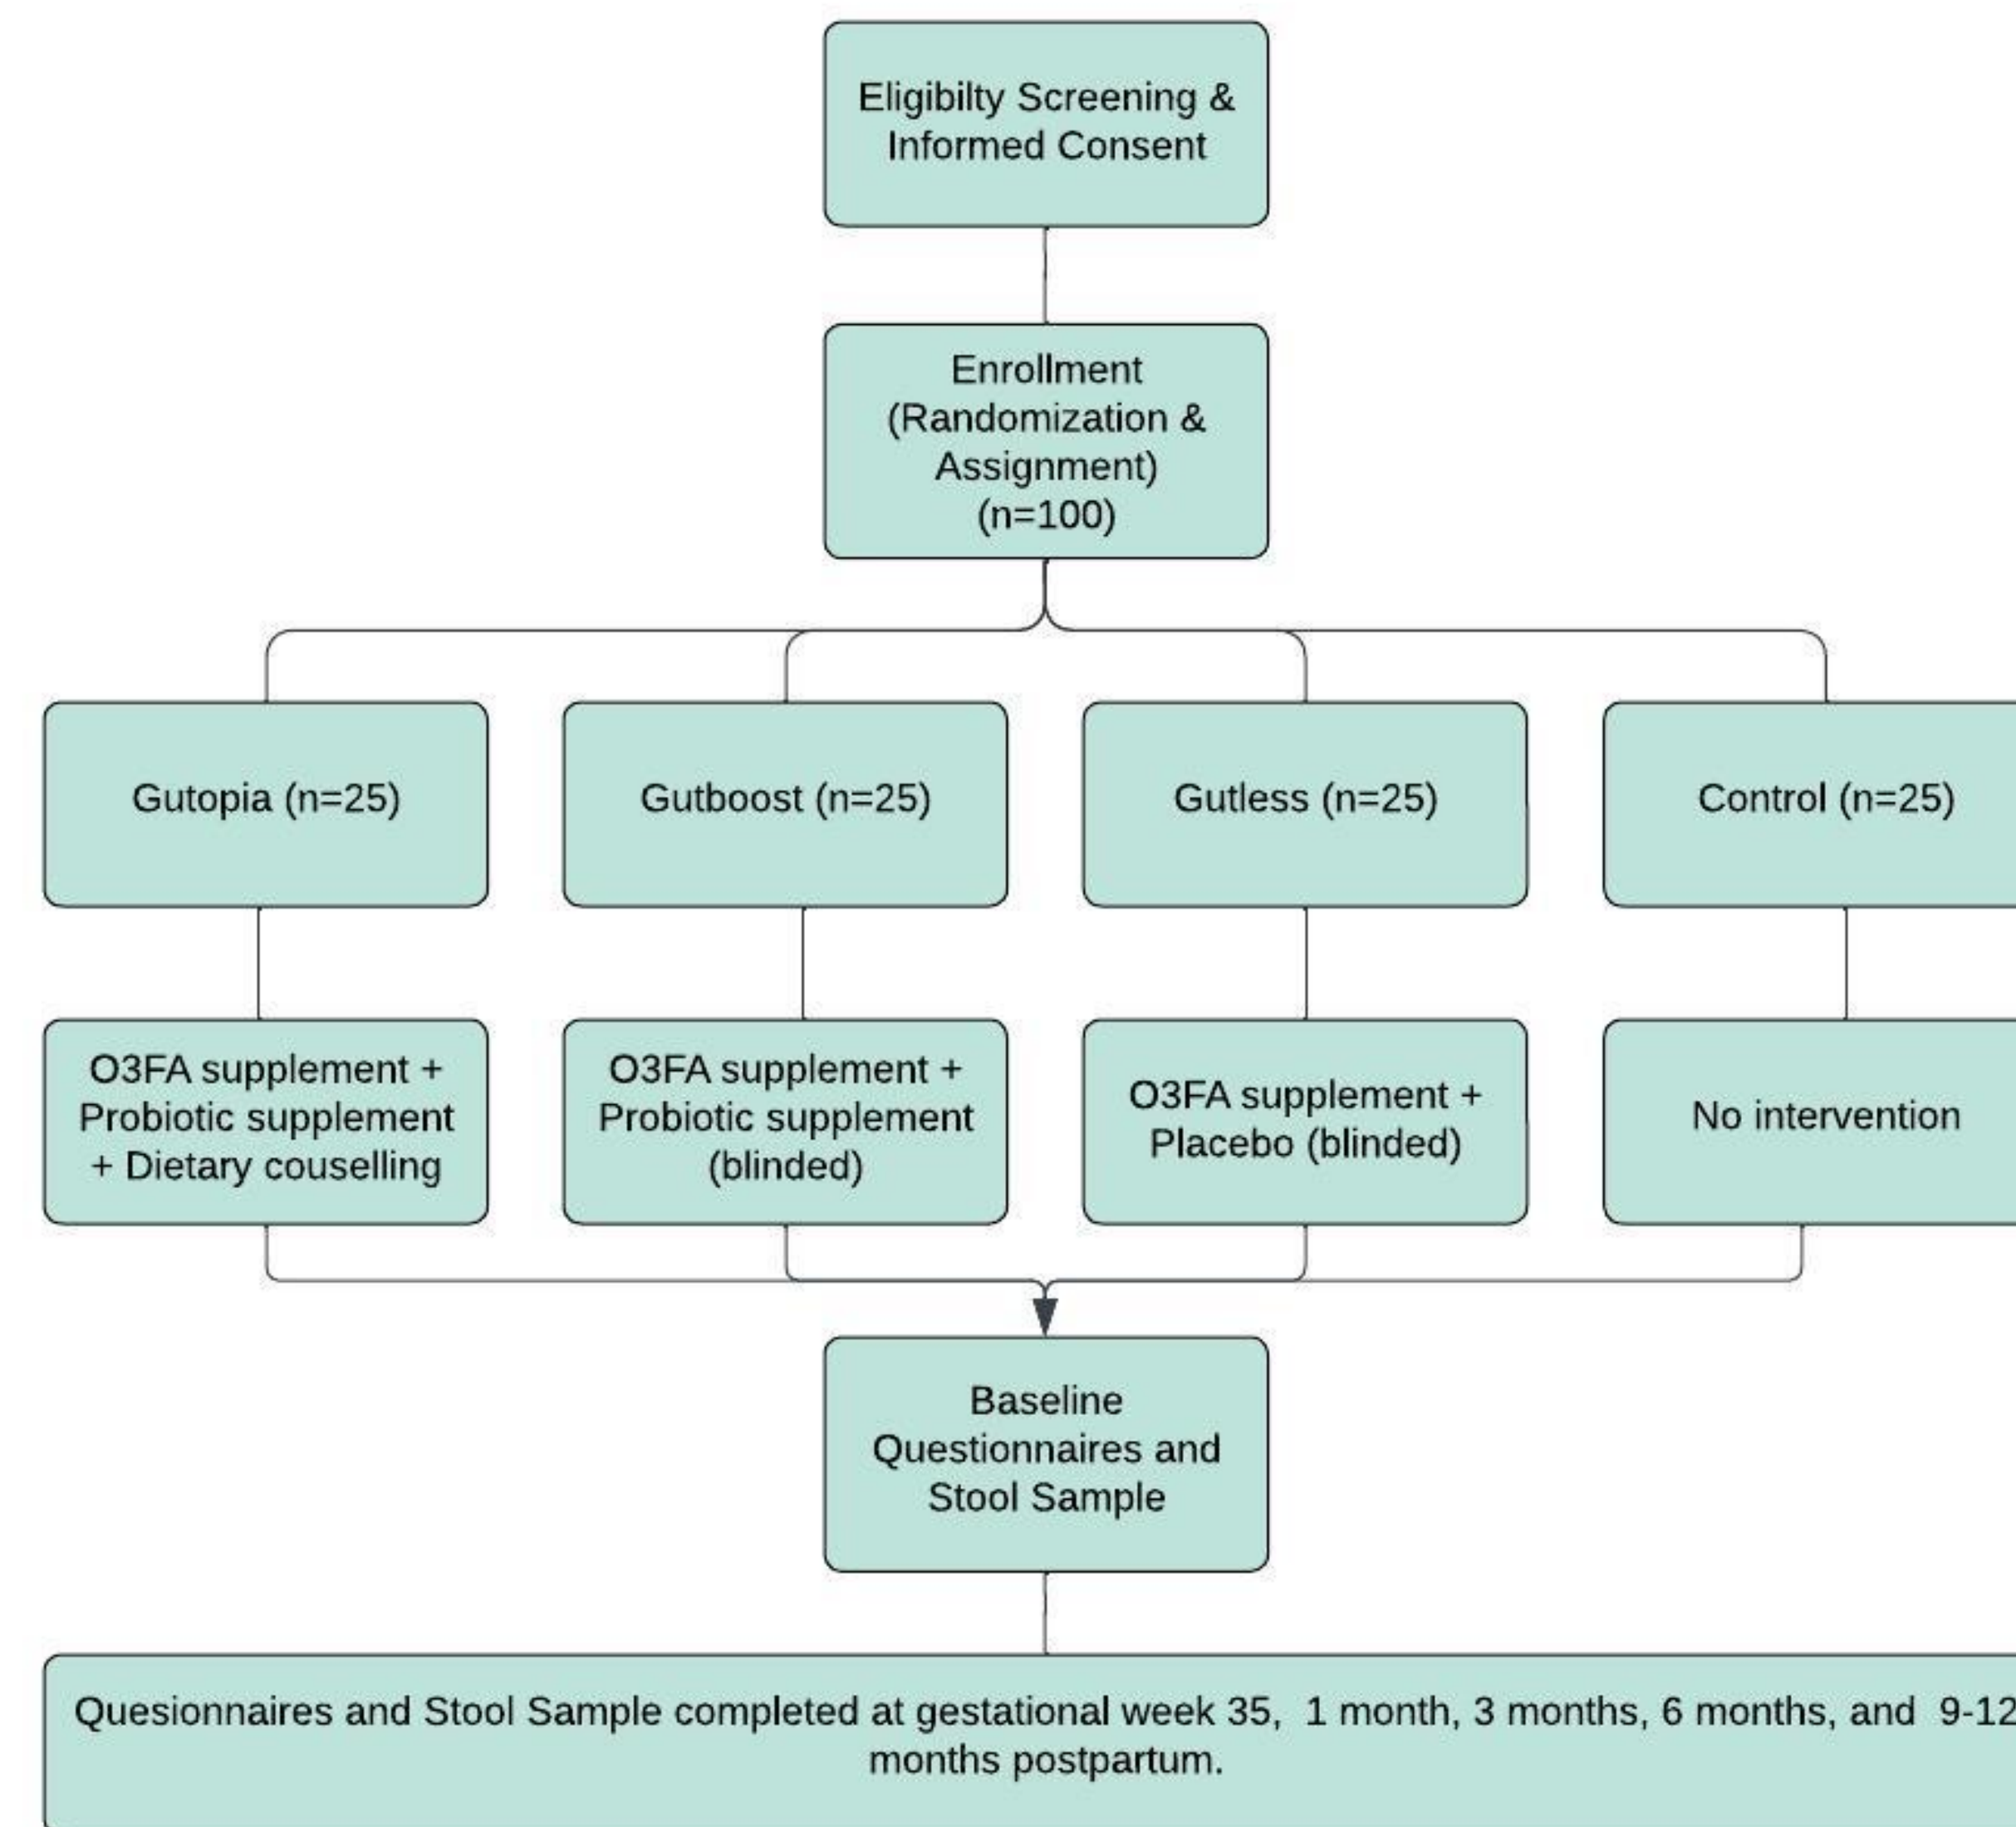 Eligibilty Screening &
Informed Consent
Enrollment
(Randomization &
Assignment)
(n=100)
Gutopia (n=25)
Gutboost (n=25)
Gutless (n=25)
Control (n=25)
O3FA supplement +
Probiotic supplement
+ Dietary couselling
O3FA supplement +
Probiotic supplement
(blinded)
O3FA supplement +
Placebo (blinded)
No intervention
Baseline
Questionnaires and
Stool Sample
Quesionnaires and Stool Sample completed at gestational week 35,  1 month, 3 months, 6 months, and  9-12
months postpartum.